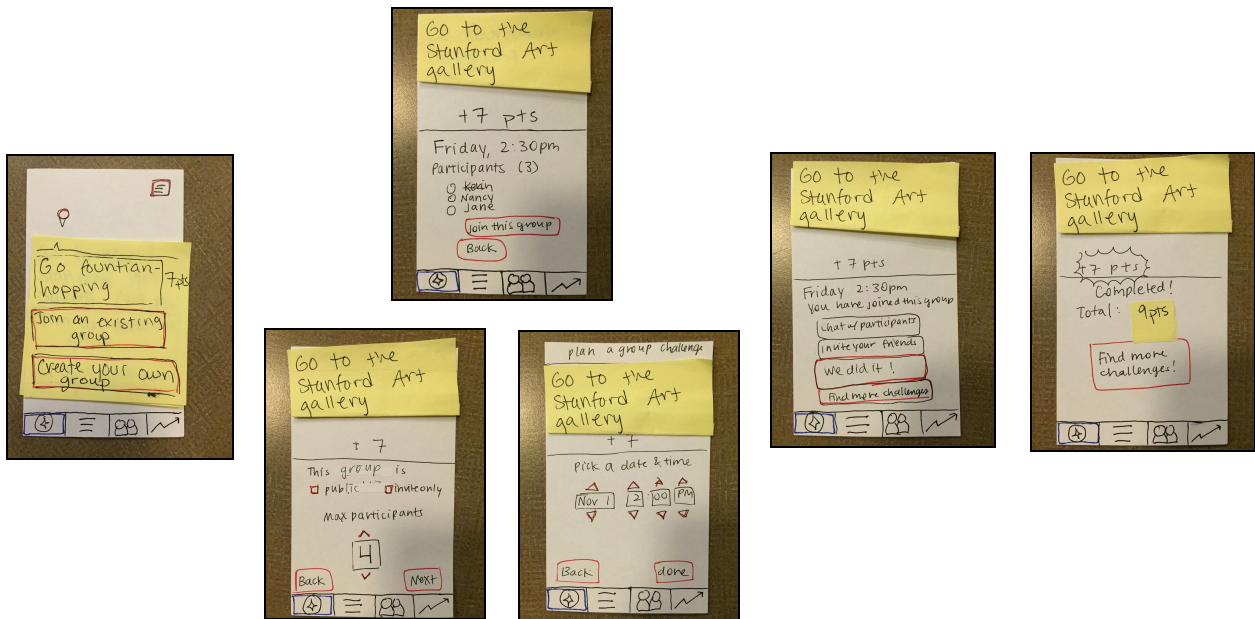 Go fountian-
hopping
7pts
Join an existing
group
Create your own
group
Go to the
Stanford Art
gallery
+7 pts
Friday, 2:30pm
Participants (3)
Kevin
Nancy
Jane
Join this group
Back
Go to the
Stanford Art
gallery
+ 7
This group is
public
invite only
Max participants
4
Back
Next
plan a group challenge
Go to the
Stanford Art
gallery
+ 7
Pick a date & time
Nov 1 2 :00 PM
Back
done
Go to the
Stanford Art
gallery
+ 7 pts
Friday 2:30pm
You have joined this group
Chat w/ participants
invite your friends
we did it !
Find more challenges
Go to the
Stanford Art
gallery
+7 pts
Completed!
Total: 9pts
Find more
challenges!